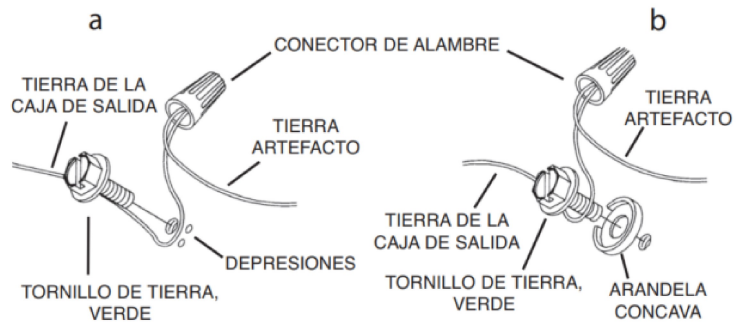 a
b
CONECTOR DE ALAMBRE
TIERRA DE LA
CAJA DE SALIDA
TIERRA
ARTEFACTO
TIERRA
ARTEFACTO
TIERRA DE LA
CAJA DE SALIDA
DEPRESIONES
TORNILLO DE TIERRA,
VERDE
TORNILLO DE TIERRA,
VERDE
ARANDELA
CONCAVA